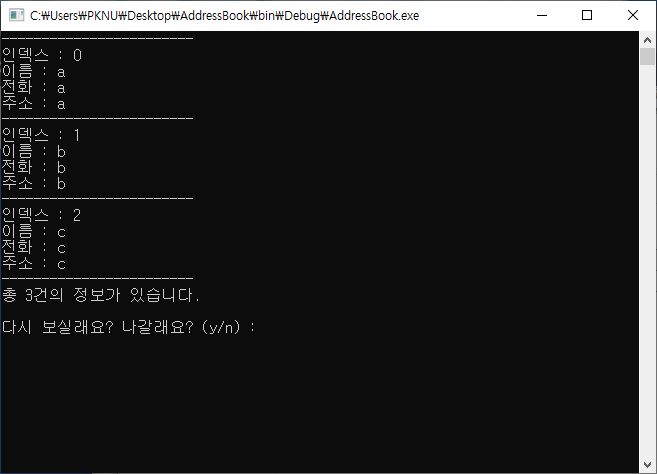 C:₩Users₩PKNU₩Desktop₩AddressBook₩bin₩Debug₩AddressBook.exe
------------------------
인덱스 : 0
이름 : a
전화 : a
주소 : a
------------------------
인덱스 : 1
이름 : b
전화 : b
주소 : b
------------------------
인덱스 : 2
이름 : c
전화 : c
주소 : c
------------------------
총 3건의 정보가 있습니다.
다시 보실래요? 나갈래요? (y/n) :